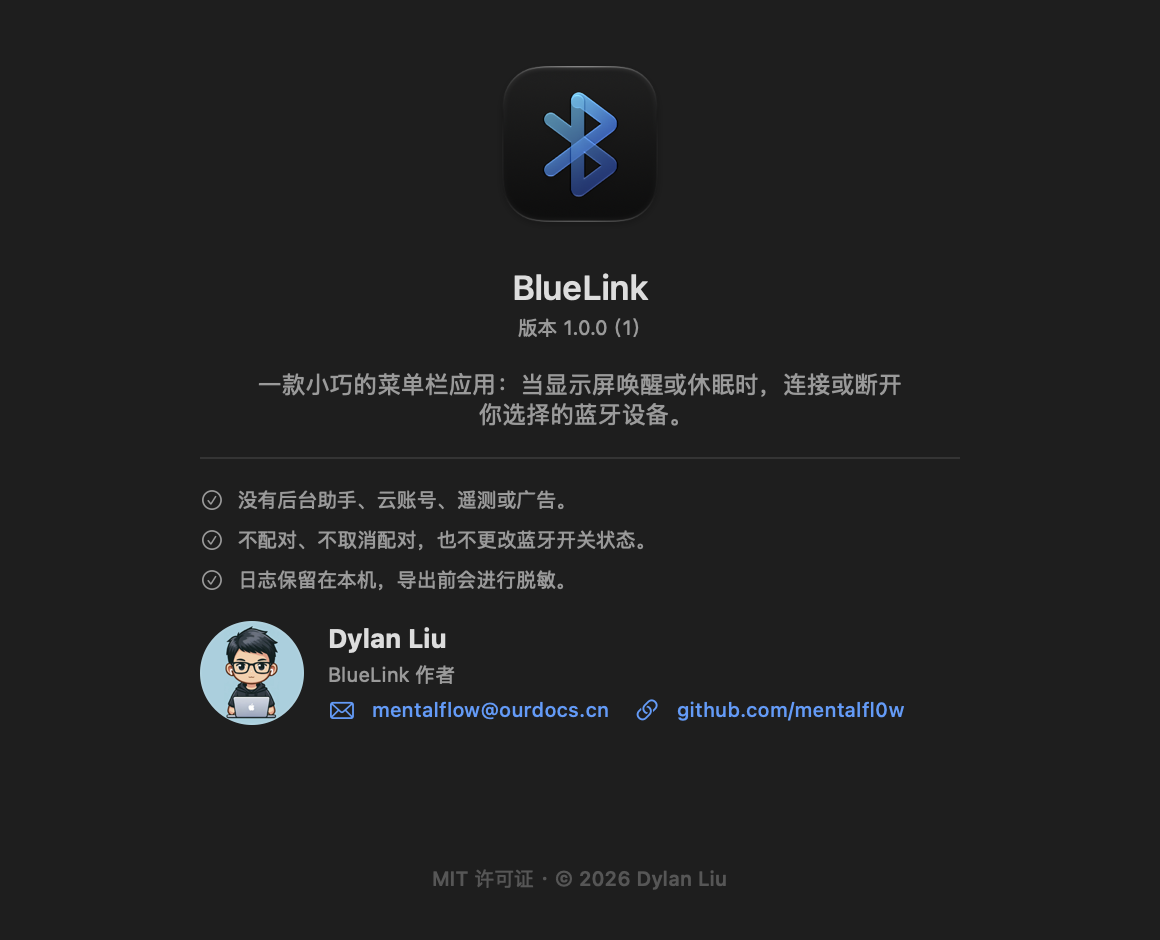 BlueLink
版本 1.0.0 (1)
一款小巧的菜单栏应用：当显示屏唤醒或休眠时，连接或断开
你选择的蓝牙设备。
没有后台助手、云账号、遥测或广告。
不配对、不取消配对，也不更改蓝牙开关状态。
日志保留在本机，导出前会进行脱敏。
Dylan Liu
BlueLink 作者
mentalflow@ourdocs.cn github.com/mentalfl0w
MIT 许可证 · © 2026 Dylan Liu